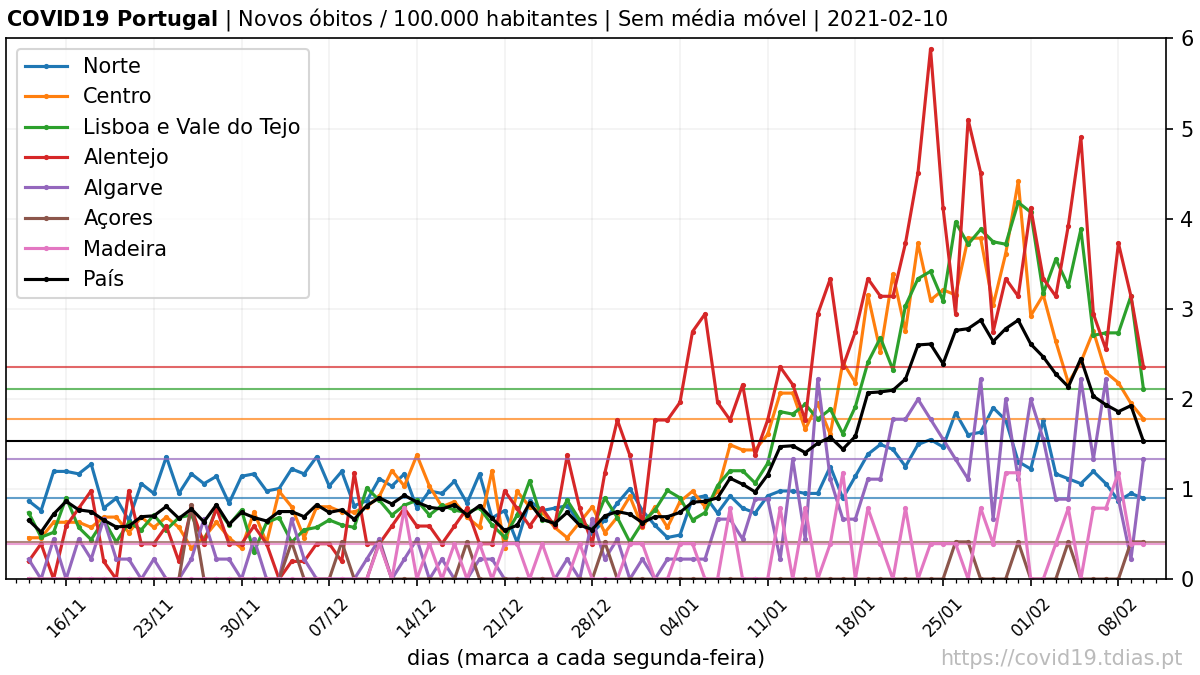 COVID19 Portugal | Novos óbitos / 100.000 habitantes | Sem média móvel | 2021-02-10
Norte
Centro
Lisboa e Vale do Tejo
Alentejo
Algarve
Açores
Madeira
País
6
5
4
3
2
1
0
16/11
23/11
30/11
07/12
14/12
21/12
28/12
04/01
11/01
18/01
25/01
01/02
08/02
dias (marca a cada segunda-feira)
https://covid19.tdias.pt